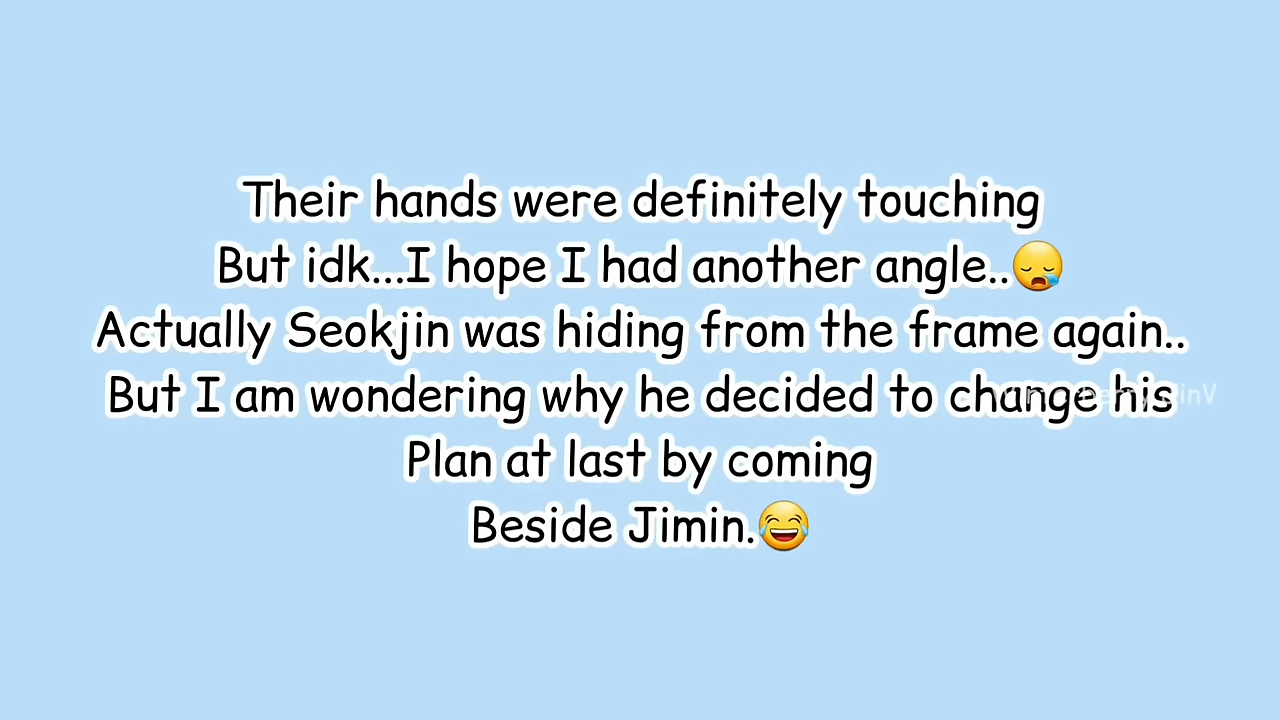 Their hands were definitely touching
But idk...I hope I had another angle..😪
Actually Seokjin was hiding from the frame again..
But I am wondering why he decided to change his
Plan at last by coming
Beside Jimin.😂